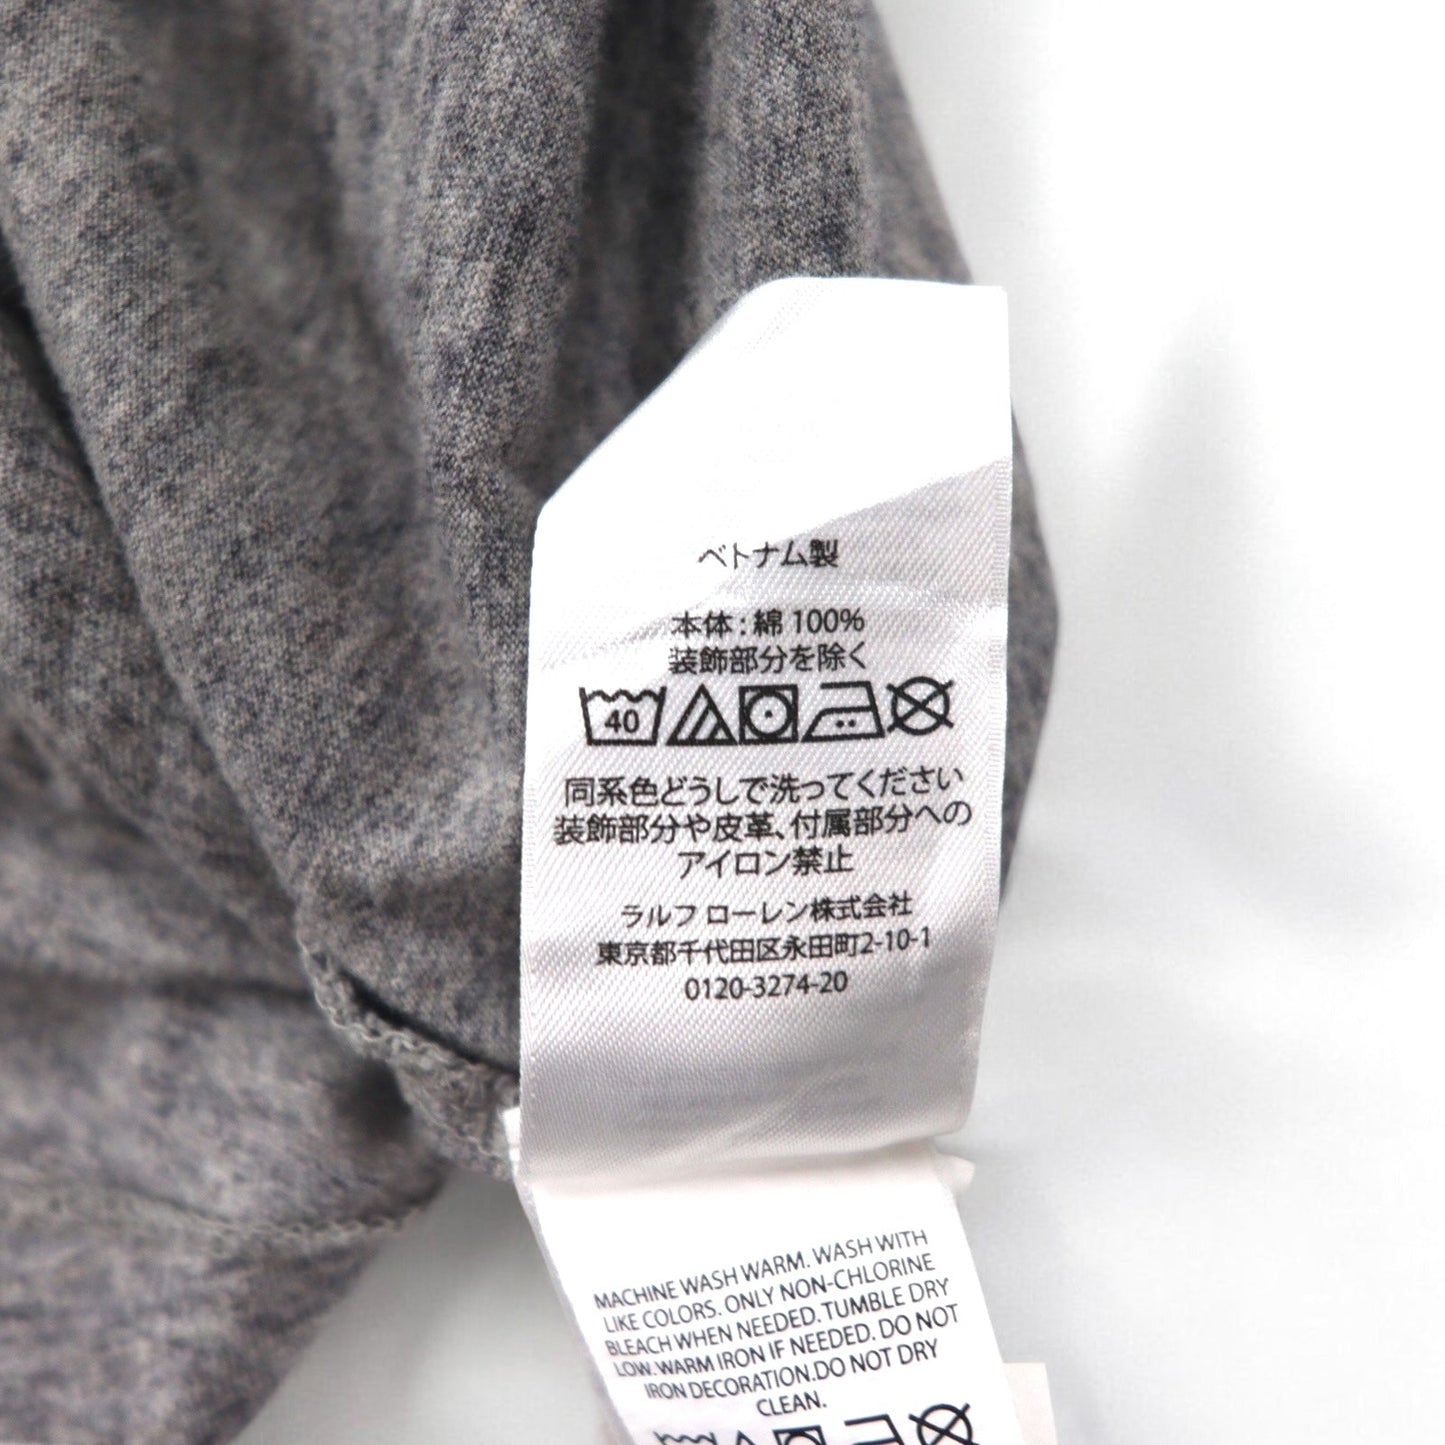 ベトナム製
本体 : 綿 100%
装飾部分を除く
40
同系色どうしで洗ってください
装飾部分や皮革、付属部分への
アイロン禁止
ラルフ ローレン株式会社
東京都千代田区永田町2-10-1
0120-3274-20
MACHINE WASH WARM. WASH WITH
LIKE COLORS. ONLY NON-CHLORINE
BLEACH WHEN NEEDED. TUMBLE DRY
LOW. WARM IRON IF NEEDED. DO NOT
IRON DECORATION.DO NOT DRY
CLEAN.